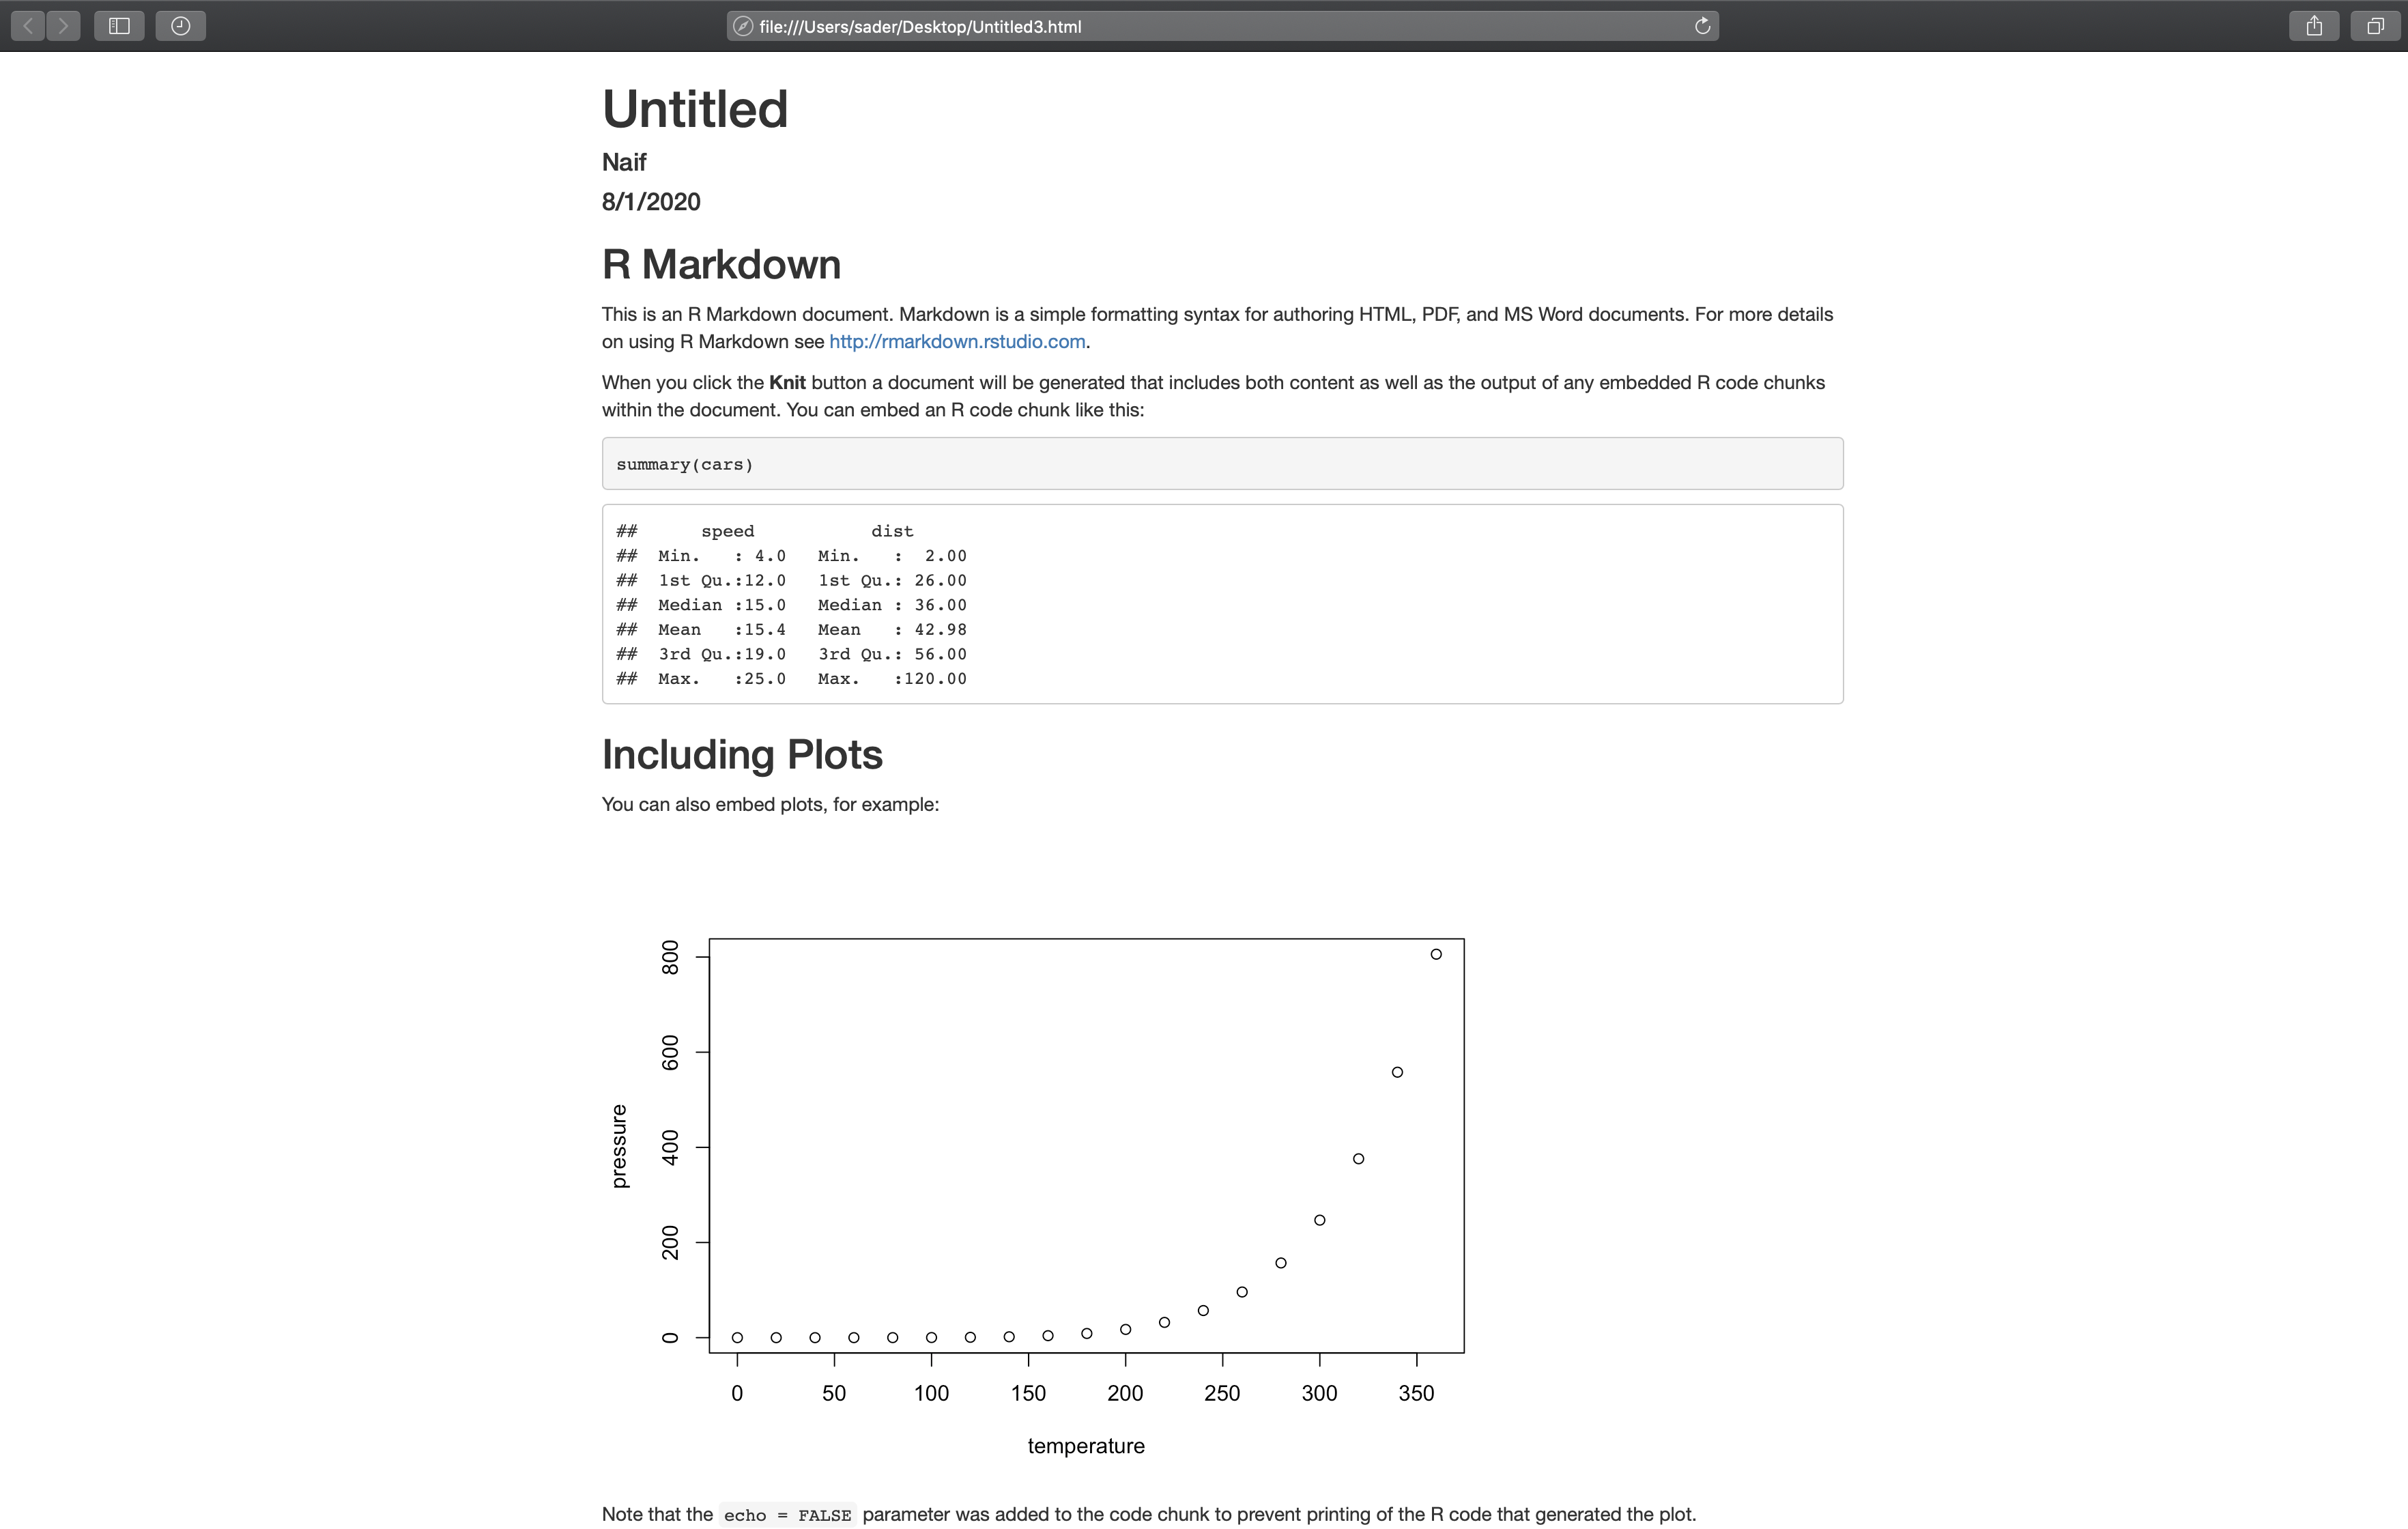 file:///Users/sader/Desktop/Untitled3.html
Untitled
Naif
8/1/2020
R Markdown
This is an R Markdown document. Markdown is a simple formatting syntax for authoring HTML, PDF, and MS Word documents. For more details
on using R Markdown see http://rmarkdown.rstudio.com.
When you click the Knit button a document will be generated that includes both content as well as the output of any embedded R code chunks
within the document. You can embed an R code chunk like this:
summary(cars)
##      speed           dist
##  Min.   : 4.0   Min.   :  2.00
##  1st Qu.:12.0   1st Qu.: 26.00
##  Median :15.0   Median : 36.00
##  Mean   :15.4   Mean   : 42.98
##  3rd Qu.:19.0   3rd Qu.: 56.00
##  Max.   :25.0   Max.   :120.00
Including Plots
You can also embed plots, for example:
800
600
400
200
0
pressure
0 50 100 150 200 250 300 350
temperature
Note that the echo = FALSE parameter was added to the code chunk to prevent printing of the R code that generated the plot.